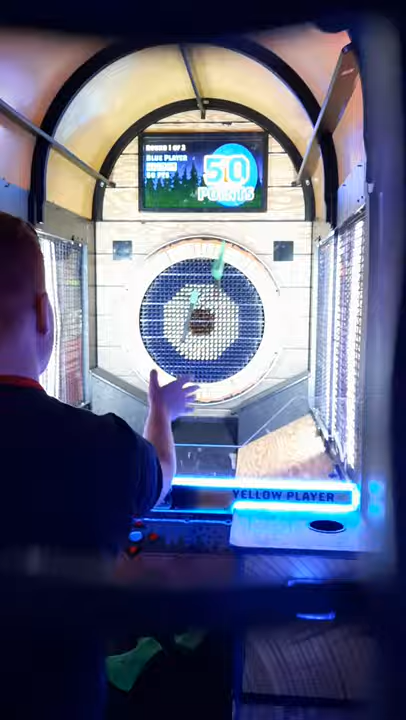 ROUND 1 OF 3
BLUE PLAYER
50 PTS
50
POINTS
YELLOW PLAYER